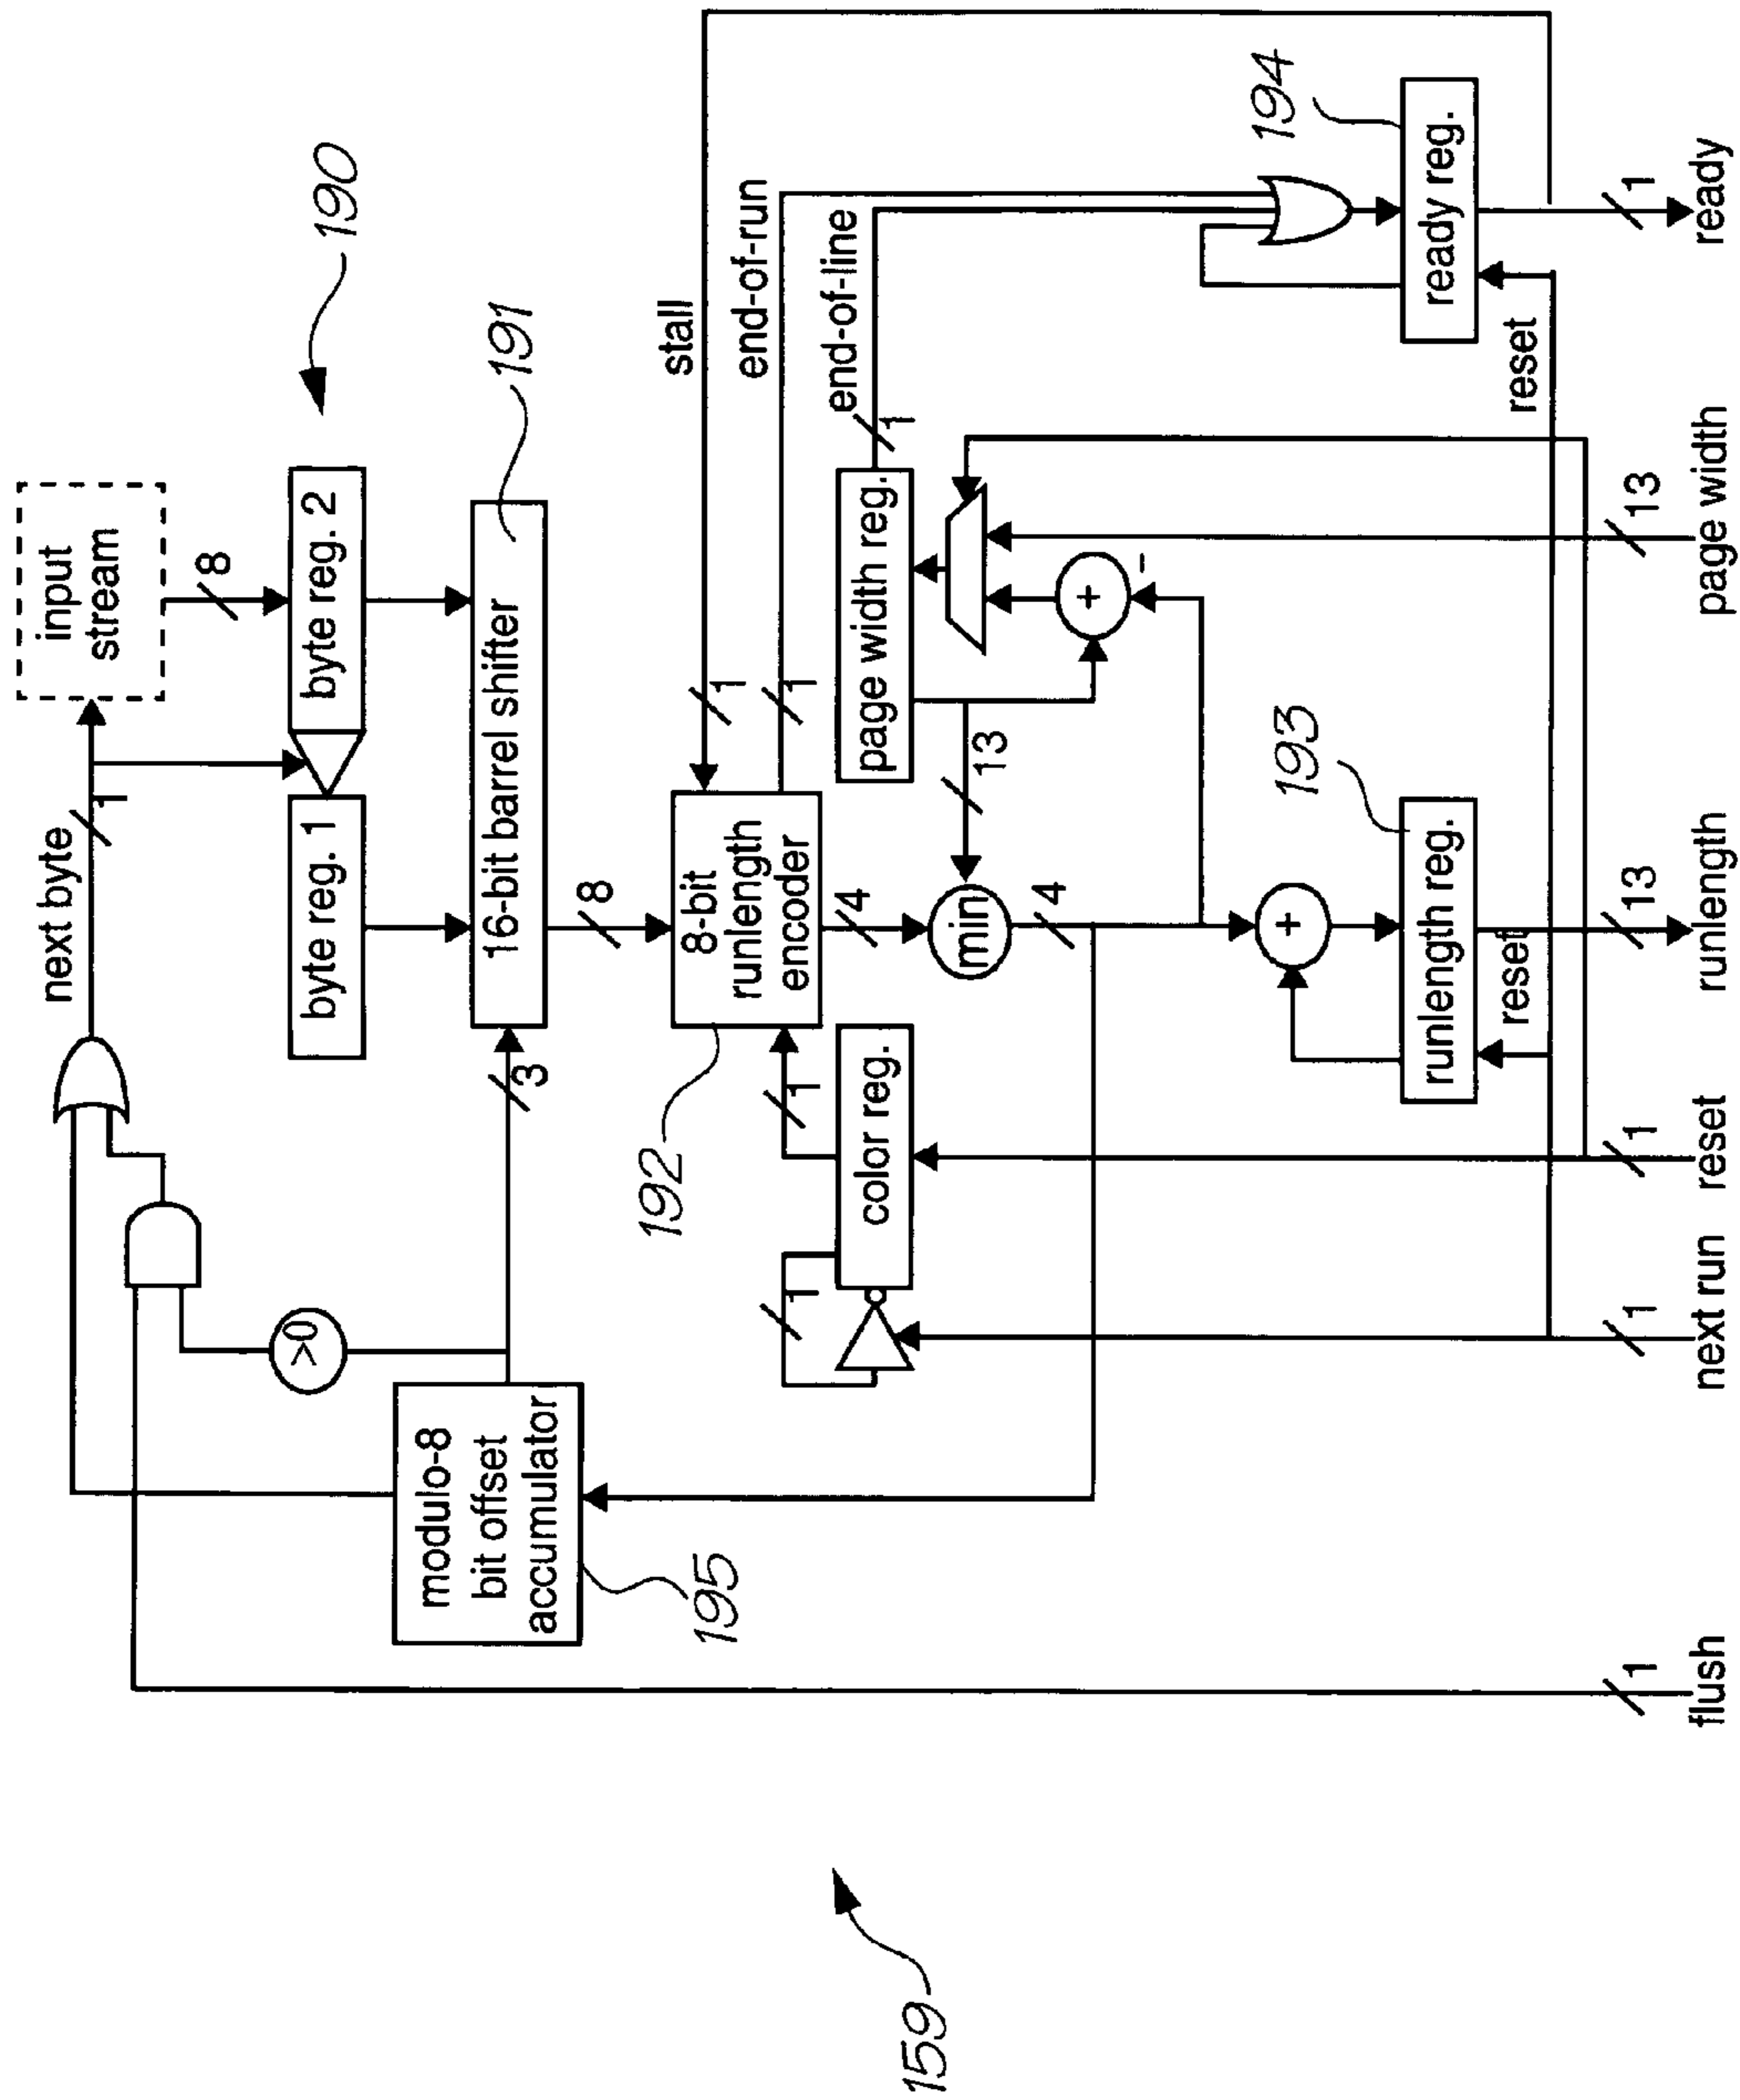 input
stream
next byte
1
8
190
byte reg. 1
byte reg. 2
191
16-bit barrel shifter
>0
3
modulo-8
bit offset
accumulator
195
8
192
8-bit
runlength
encoder
stall
1
end-of-run
1
end-of-line
1
1
1
color reg.
4
min
4
13
page width reg.
+
-
+
193
runlength reg.
reset
194
ready reg.
reset
1
flush
1
next run
1
reset
13
runlength
13
page width
1
ready
159